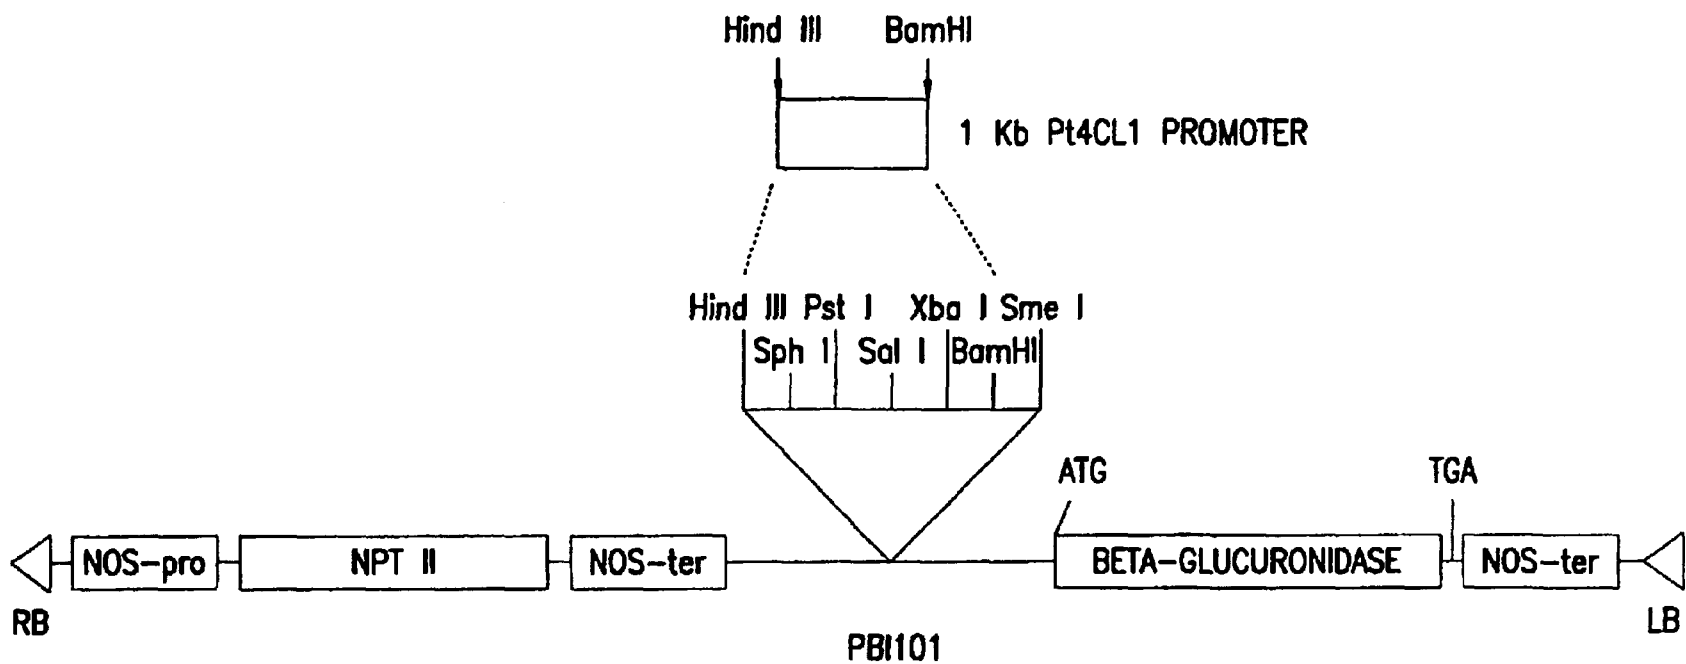 Hind III BamHI
1 Kb Pt4CL1 PROMOTER
Hind III Pst I Xba I Sme I
Sph 1 Sal I BamHI
ATG TGA
NOS-pro NPT II NOS-ter BETA-GLUCURONIDASE NOS-ter
RB LB
PBI101